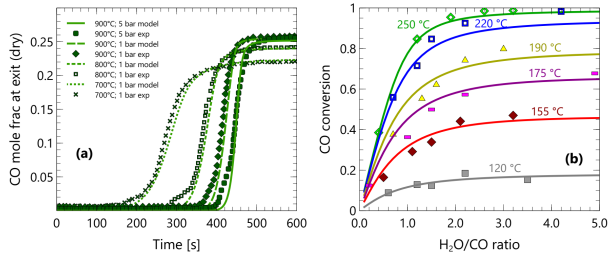 (a)
CO mole frac at exit (dry)
0.25
0.2
0.15
0.1
0.05
900℃; 5 bar model
900℃; 5 bar exp
900℃; 1 bar model
900℃; 1 bar exp
800℃; 1 bar model
800℃; 1 bar exp
700℃; 1 bar model
700℃; 1 bar exp
0 100 200 300 400 500 600
Time [s]
(b)
CO conversion
1
0.8
0.6
0.4
0.2
0
250 °C
220 °C
190 °C
175 °C
155 °C
120 °C
0.0 1.0 2.0 3.0 4.0 5.0
H₂O/CO ratio